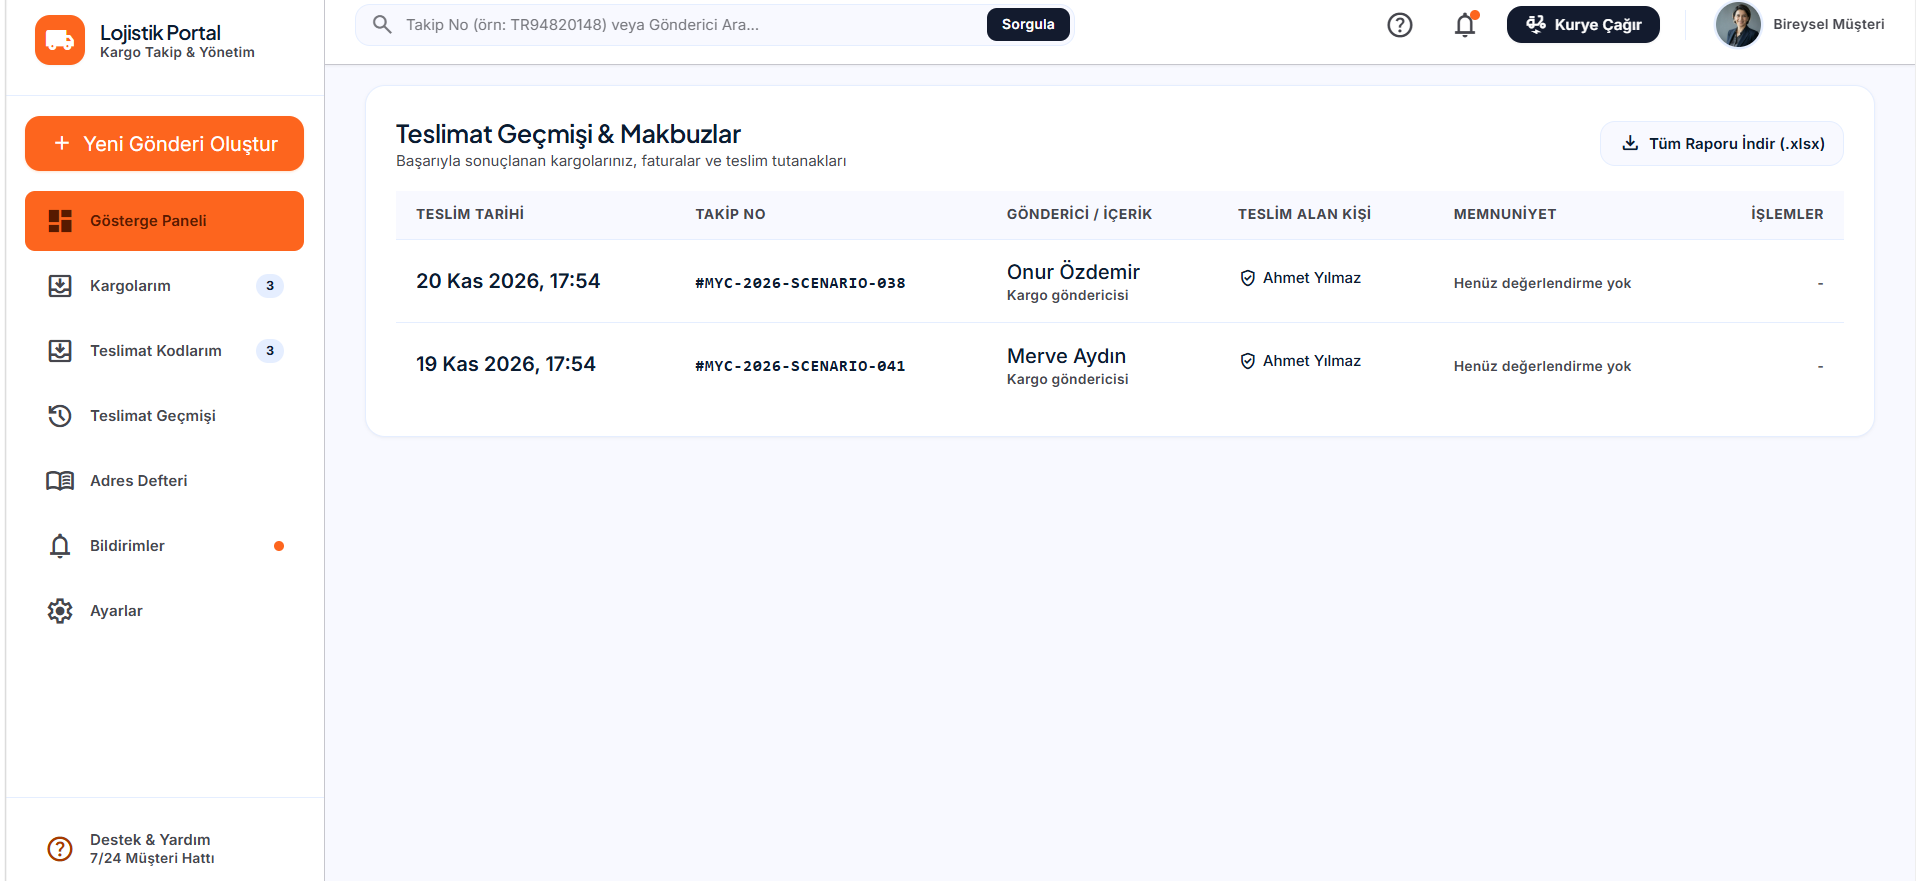 Lojistik Portal
Kargo Takip & Yönetim
Yeni Gönderi Oluştur
Gösterge Paneli
Kargolarım 3
Teslimat Kodlarım 3
Teslimat Geçmişi
Adres Defteri
Bildirimler
Ayarlar
Destek & Yardım
7/24 Müşteri Hattı
Takip No (örn: TR94820148) veya Gönderici Ara...
Sorgula
Kurye Çağır
Bireysel Müşteri
Teslimat Geçmişi & Makbuzlar
Başarıyla sonuçlanan kargolarınız, faturalar ve teslim tutanakları
Tüm Raporu İndir (.xlsx)
TESLİM TARİHİ TAKİP NO GÖNDERİCİ / İÇERİK TESLİM ALAN KİŞİ MEMNUNİYET İŞLEMLER
20 Kas 2026, 17:54 #MYC-2026-SCENARIO-038 Onur Özdemir Ahmet Yılmaz Henüz değerlendirme yok -
Kargo göndericisi
19 Kas 2026, 17:54 #MYC-2026-SCENARIO-041 Merve Aydın Ahmet Yılmaz Henüz değerlendirme yok -
Kargo göndericisi